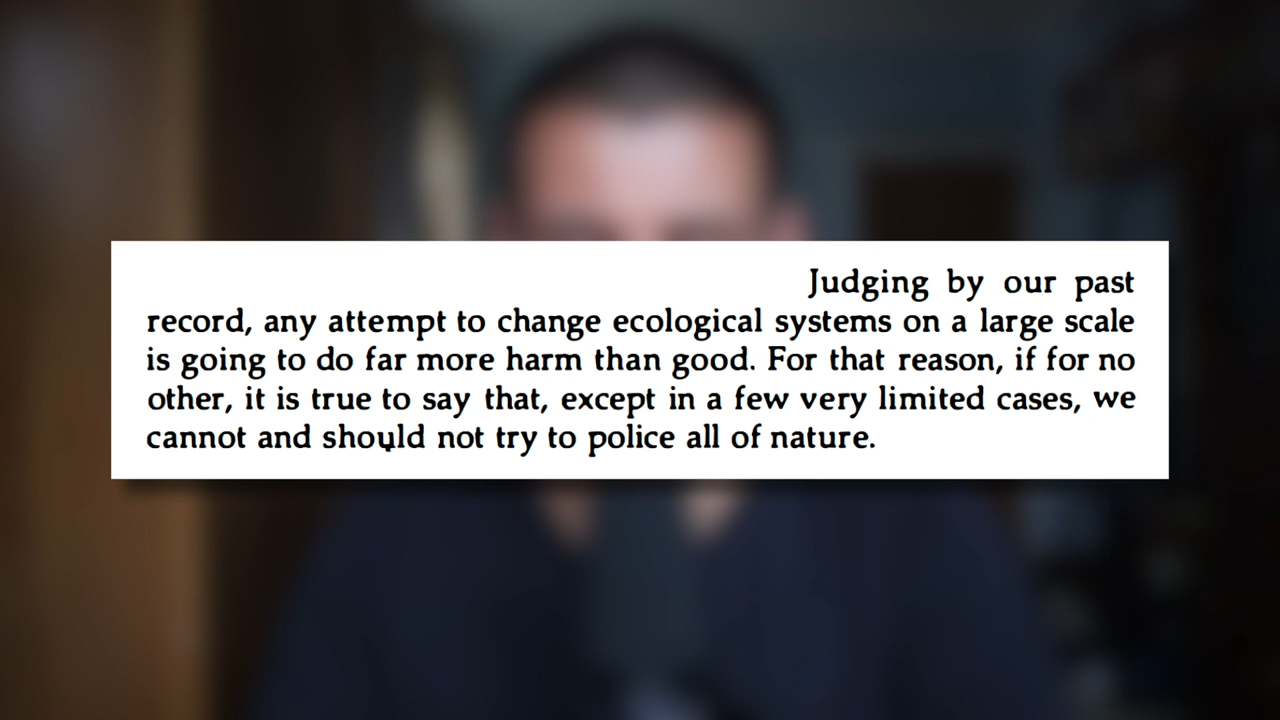 Judging by our past
record, any attempt to change ecological systems on a large scale
is going to do far more harm than good. For that reason, if for no
other, it is true to say that, except in a few very limited cases, we
cannot and should not try to police all of nature.